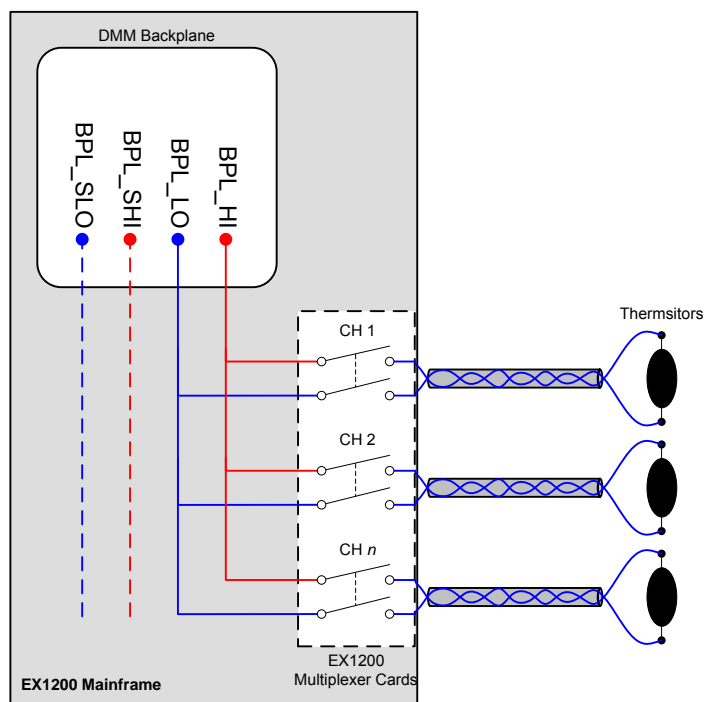 DMM Backplane
BPL_SLO
BPL_SHI
BPL_LO
BPL_HI
CH 1
Thermsitors
CH 2
CH n
EX1200
Multiplexer Cards
EX1200 Mainframe